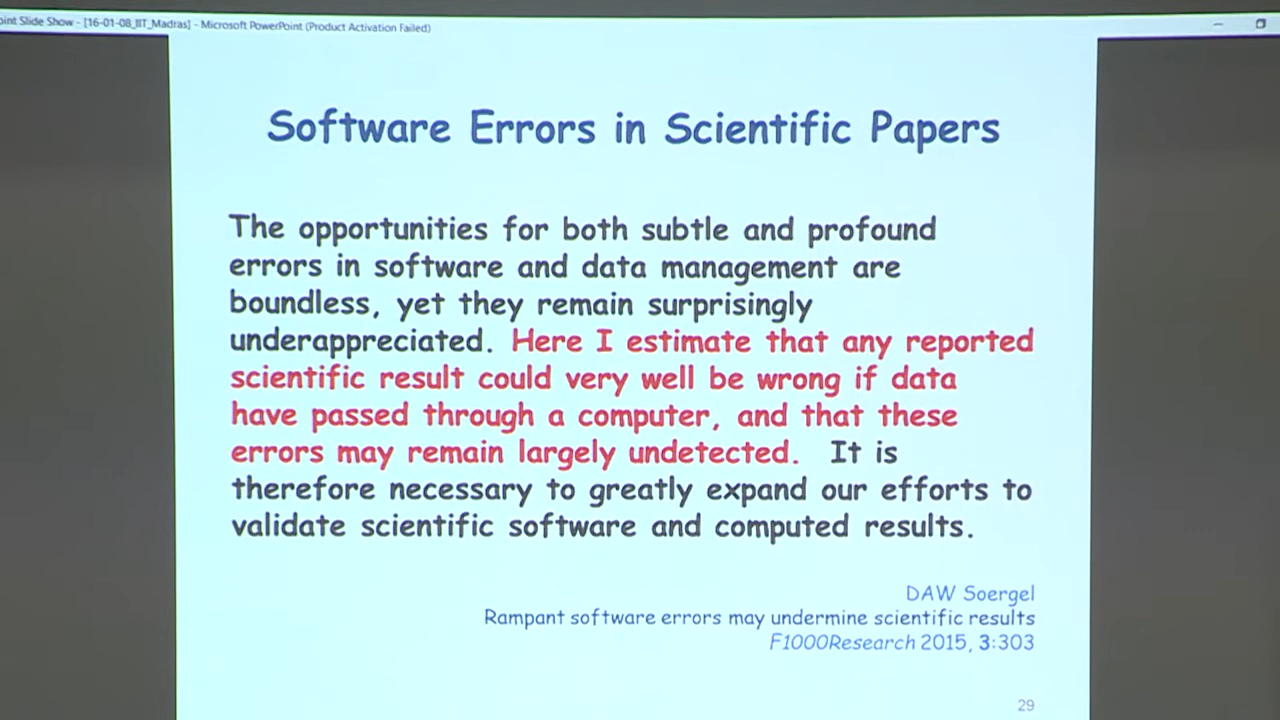 oint Slide Show - [16-01-08_IIT_Madras] - Microsoft PowerPoint (Product Activation Failed)
Software Errors in Scientific Papers
The opportunities for both subtle and profound
errors in software and data management are
boundless, yet they remain surprisingly
underappreciated. Here I estimate that any reported
scientific result could very well be wrong if data
have passed through a computer, and that these
errors may remain largely undetected. It is
therefore necessary to greatly expand our efforts to
validate scientific software and computed results.
DAW Soergel
Rampant software errors may undermine scientific results
F1000Research 2015, 3:303
29